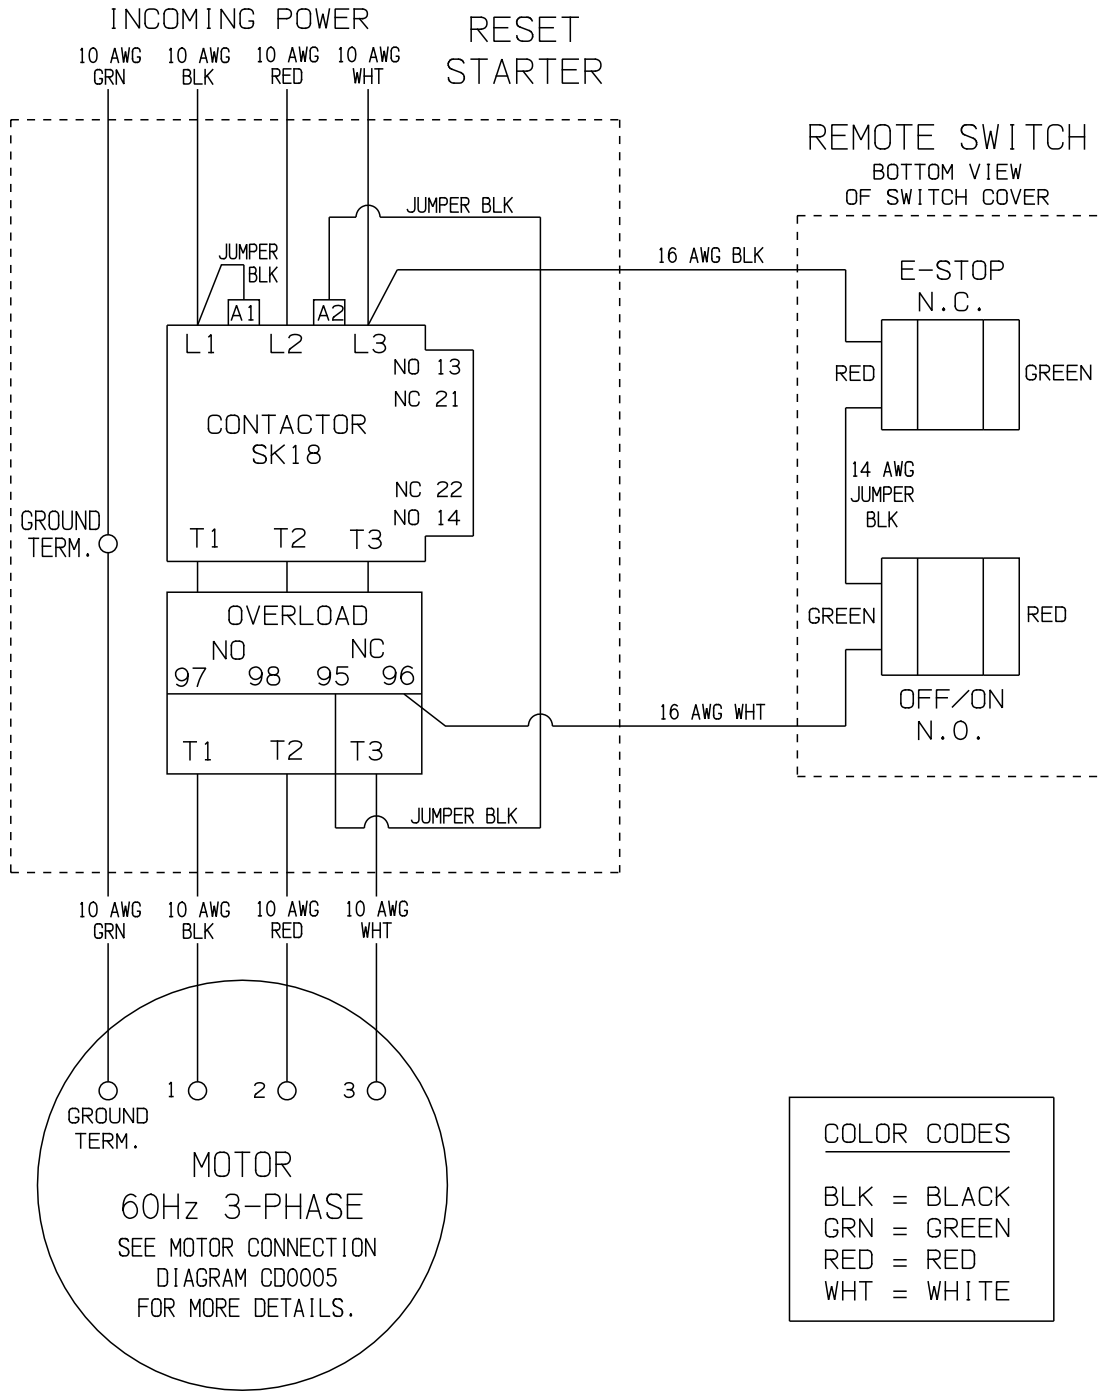 INCOMING POWER
RESET
STARTER
10 AWG
GRN
10 AWG
BLK
10 AWG
RED
10 AWG
WHT
REMOTE SWITCH
BOTTOM VIEW
OF SWITCH COVER
JUMPER BLK
JUMPER
BLK
16 AWG BLK
E-STOP
N.C.
A1
A2
L1
L2
L3
NO 13
NC 21
RED
GREEN
CONTACTOR
SK18
NC 22
NO 14
14 AWG
JUMPER
BLK
GROUND
TERM.
T1
T2
T3
OVERLOAD
NO
NC
97
98
95
96
GREEN
RED
OFF/ON
N.O.
16 AWG WHT
T1
T2
T3
JUMPER BLK
10 AWG
GRN
10 AWG
BLK
10 AWG
RED
10 AWG
WHT
1
2
3
GROUND
TERM.
MOTOR
60Hz 3-PHASE
SEE MOTOR CONNECTION
DIAGRAM CD0005
FOR MORE DETAILS.
COLOR CODES
BLK = BLACK
GRN = GREEN
RED = RED
WHT = WHITE